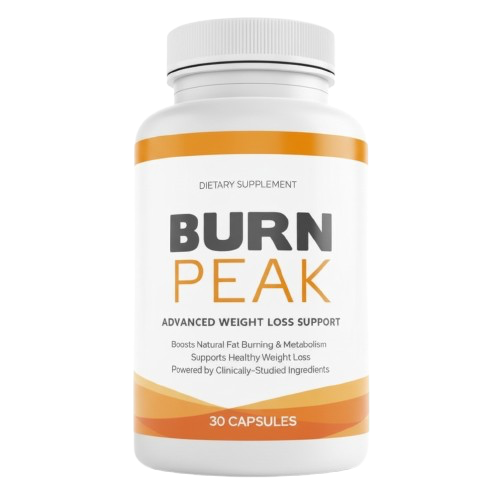 DIETARY SUPPLEMENT
BURN
PEAK
ADVANCED WEIGHT LOSS SUPPORT
Boosts Natural Fat Burning & Metabolism
Supports Healthy Weight Loss
Powered by Clinically-Studied Ingredients
30 CAPSULES